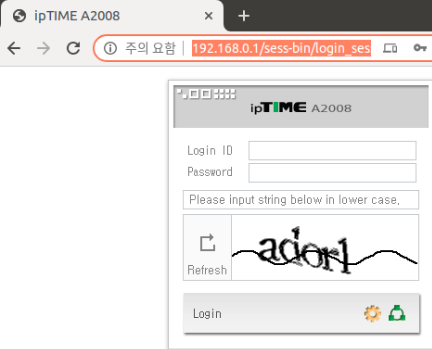 ipTIME A2008
주의 요함 192.168.0.1/sess-bin/login_ses
ipTIME A2008
Login ID
Password
Please input string below in lower case.
adorl
Refresh
Login